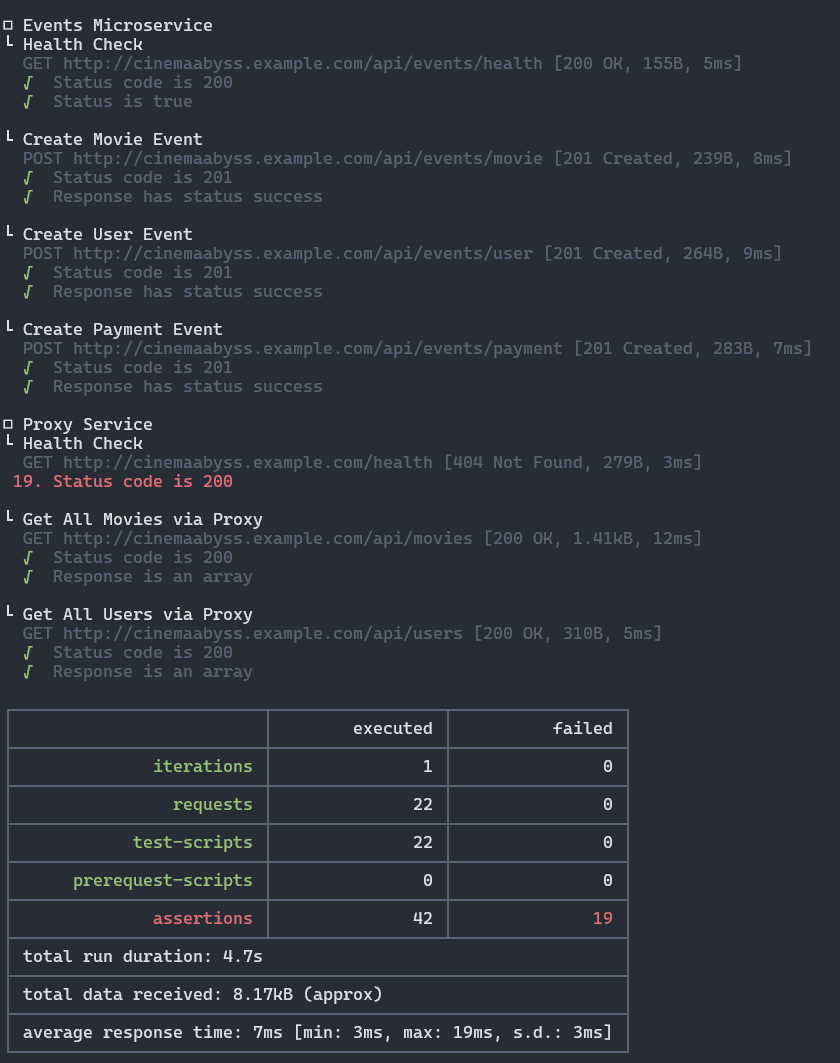 □ Events Microservice
└ Health Check
GET http://cinemaabyss.example.com/api/events/health [200 OK, 155B, 5ms]
√ Status code is 200
√ Status is true
└ Create Movie Event
POST http://cinemaabyss.example.com/api/events/movie [201 Created, 239B, 8ms]
√ Status code is 201
√ Response has status success
└ Create User Event
POST http://cinemaabyss.example.com/api/events/user [201 Created, 264B, 9ms]
√ Status code is 201
√ Response has status success
└ Create Payment Event
POST http://cinemaabyss.example.com/api/events/payment [201 Created, 283B, 7ms]
√ Status code is 201
√ Response has status success
□ Proxy Service
└ Health Check
GET http://cinemaabyss.example.com/health [404 Not Found, 279B, 3ms]
19. Status code is 200
└ Get All Movies via Proxy
GET http://cinemaabyss.example.com/api/movies [200 OK, 1.41kB, 12ms]
√ Status code is 200
√ Response is an array
└ Get All Users via Proxy
GET http://cinemaabyss.example.com/api/users [200 OK, 310B, 5ms]
√ Status code is 200
√ Response is an array
executed failed
iterations 1 0
requests 22 0
test-scripts 22 0
prerequest-scripts 0 0
assertions 42 19
total run duration: 4.7s
total data received: 8.17kB (approx)
average response time: 7ms [min: 3ms, max: 19ms, s.d.: 3ms]